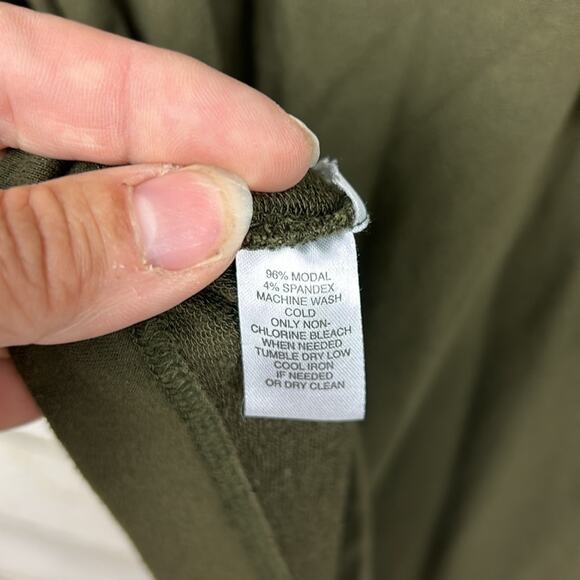 96% MODAL
4% SPANDEX
MACHINE WASH
COLD
ONLY NON-
CHLORINE BLEACH
WHEN NEEDED
TUMBLE DRY LOW
COOL IRON
IF NEEDED
OR DRY CLEAN